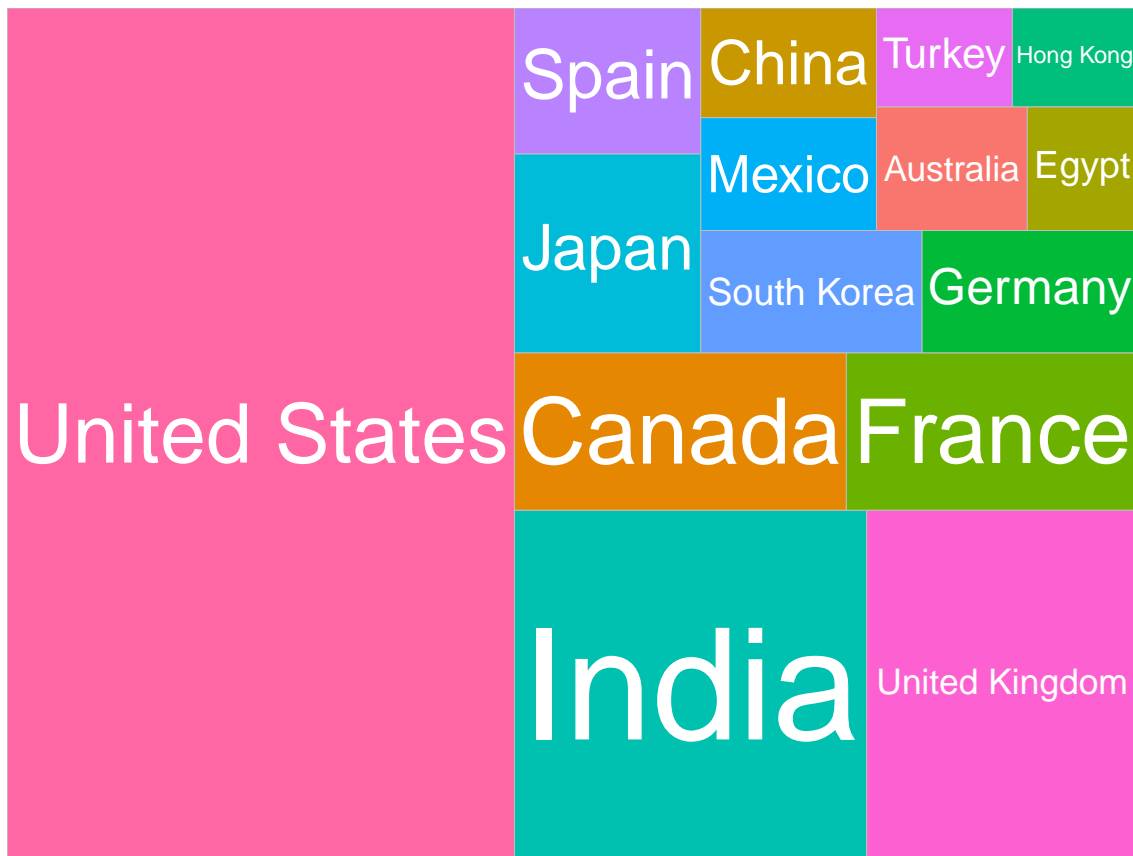 United States
Spain
China
Turkey
Hong Kong
Japan
Mexico
Australia
Egypt
South Korea
Germany
Canada
France
India
United Kingdom